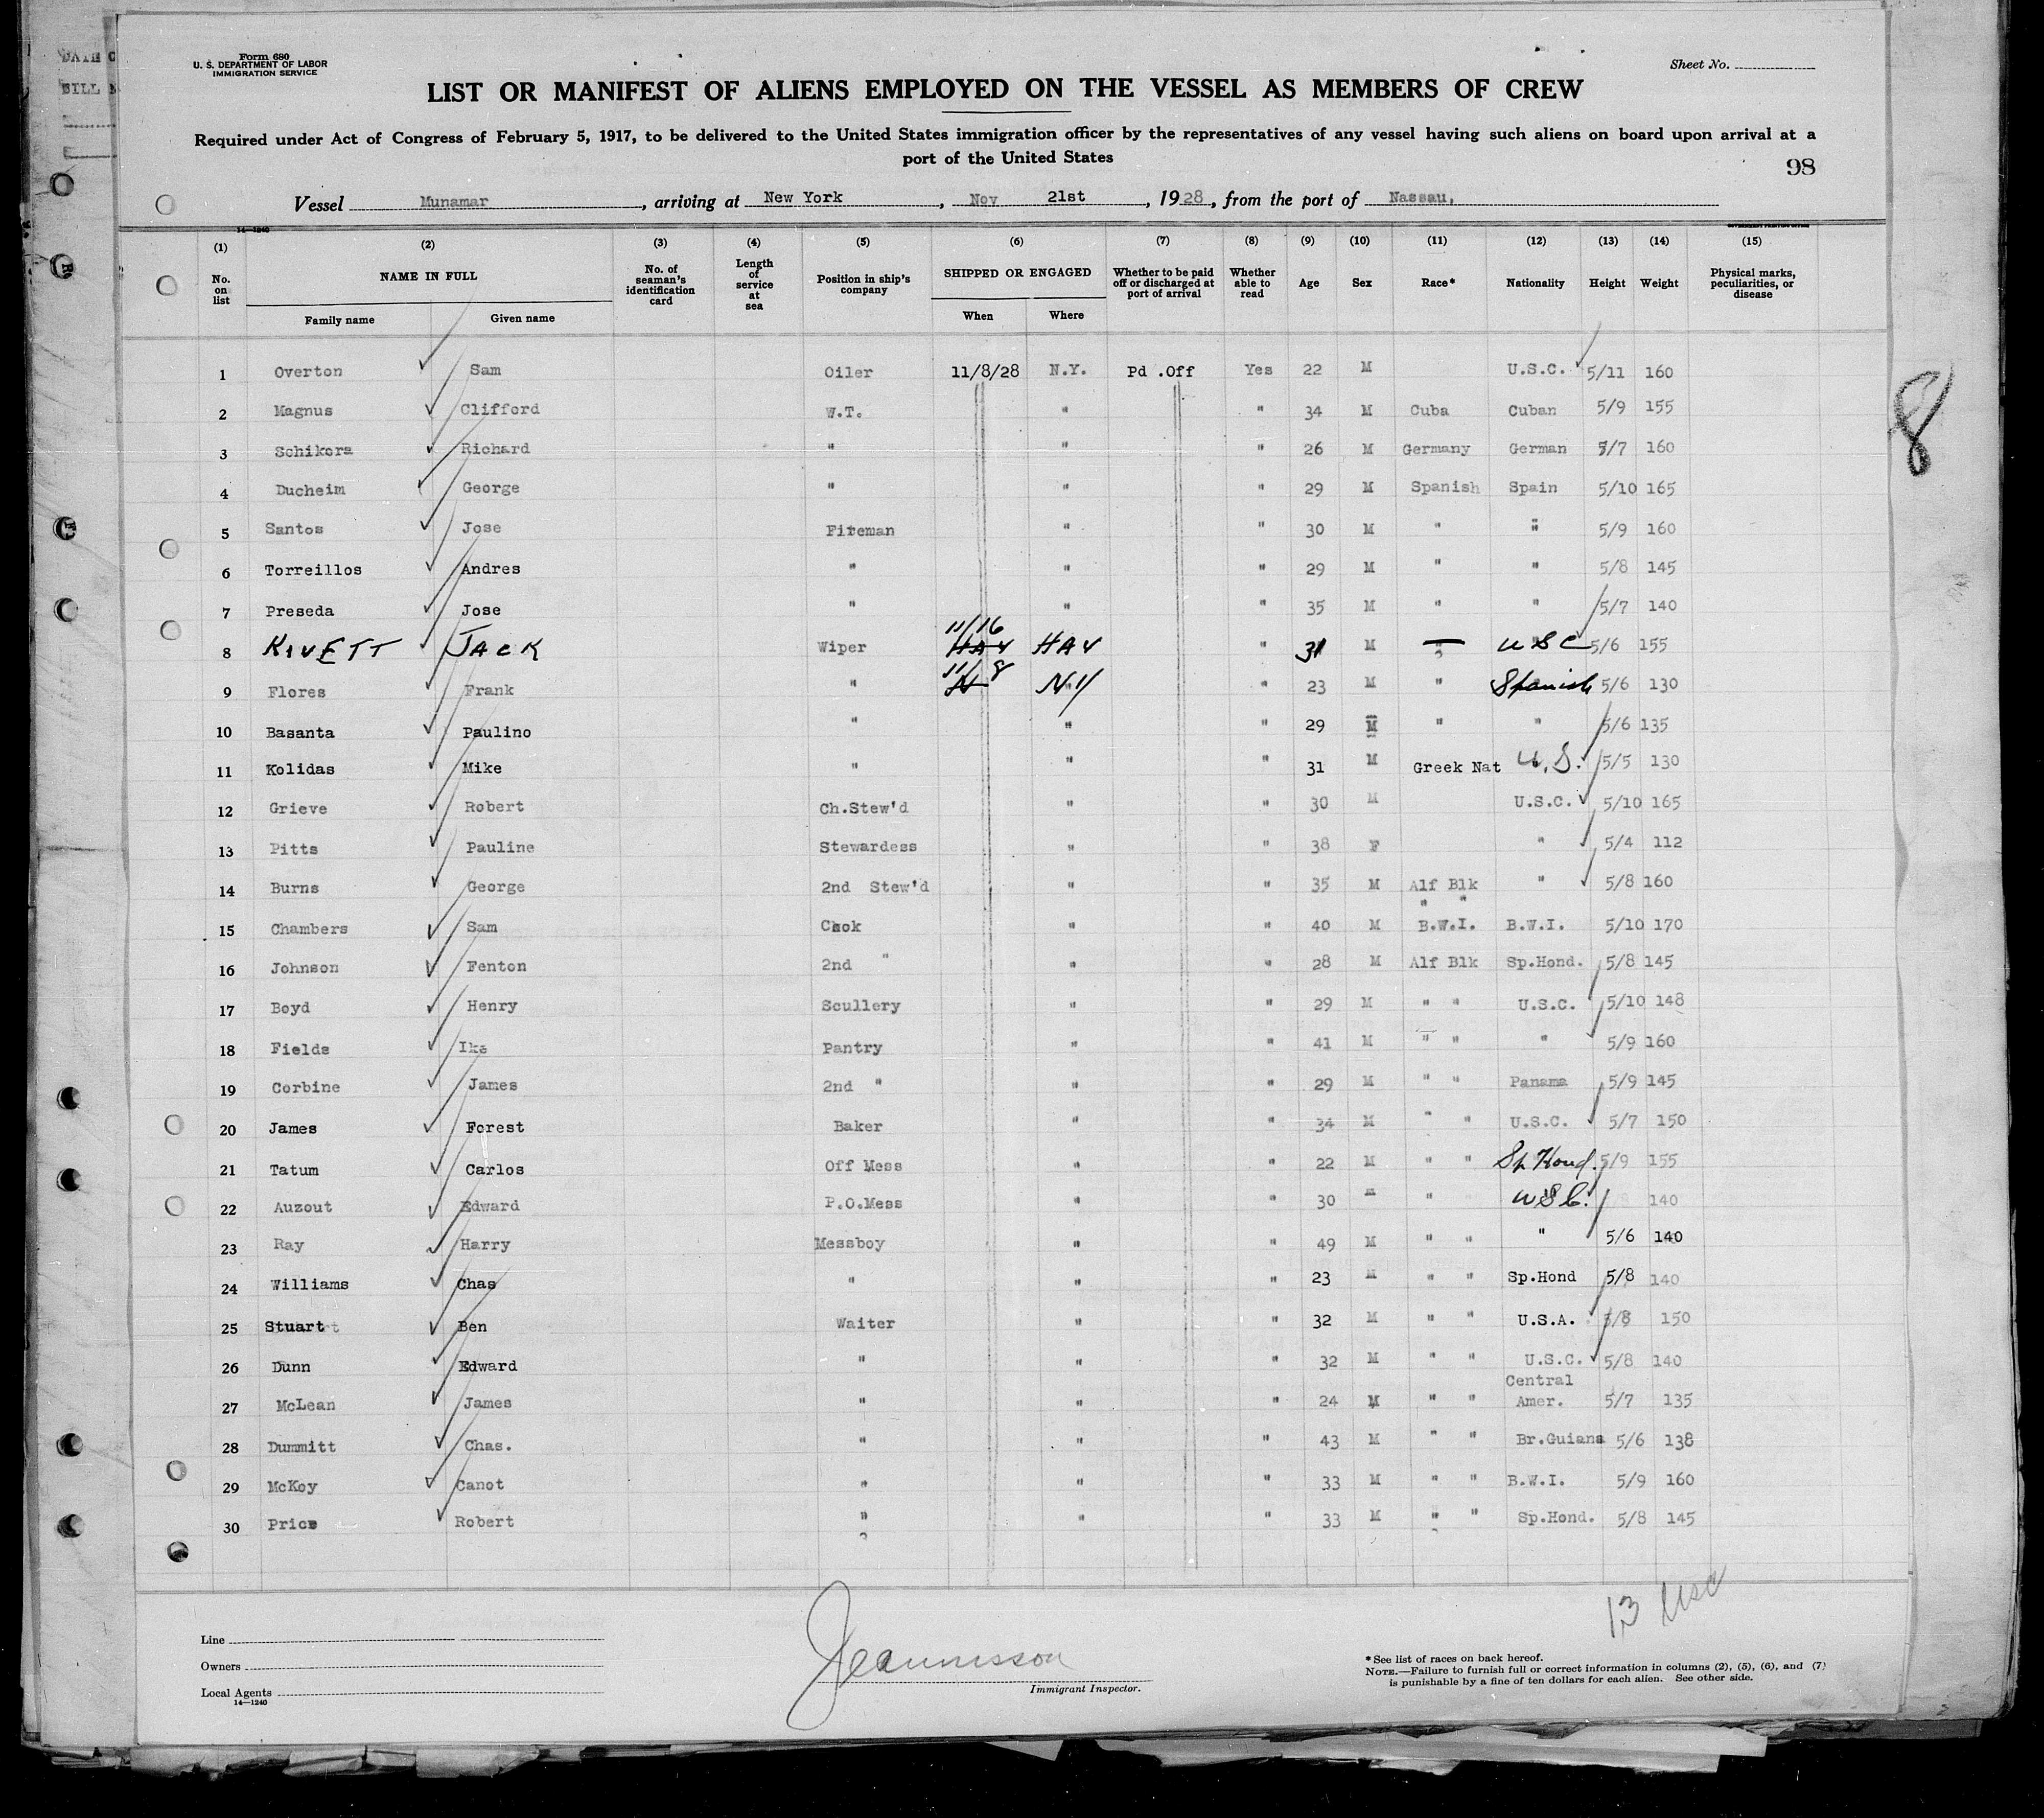 Form 680
U. S. DEPARTMENT OF LABOR
IMMIGRATION SERVICE
Sheet No.
LIST OR MANIFEST OF ALIENS EMPLOYED ON THE VESSEL AS MEMBERS OF CREW
Required under Act of Congress of February 5, 1917, to be delivered to the United States immigration officer by the representatives of any vessel having such aliens on board upon arrival at a
port of the United States
98
Vessel Munamar, arriving at New York, Nov 21st, 1928, from the port of Nassau,
14—1240
(1) (2) (3) (4) (5) (6) (7) (8) (9) (10) (11) (12) (13) (14) (15)
No. on list NAME IN FULL No. of seaman's identification card Length of service at sea Position in ship's company SHIPPED OR ENGAGED Whether to be paid off or discharged at port of arrival Whether able to read Age Sex Race* Nationality Height Weight Physical marks, peculiarities, or disease
Family name Given name When Where
1 Overton Sam Oiler 11/8/28 N.Y. Pd .Off Yes 22 M U.S.C. 5/11 160
2 Magnus Clifford W.T. " " 34 M Cuba Cuban 5/9 155
3 Schikora Richard " " " 26 M Germany German 5/7 160
4 Ducheim George " " " 29 M Spanish Spain 5/10 165
5 Santos Jose Fireman " " 30 M " " 5/9 160
6 Torreillos Andres " " " 29 M " " 5/8 145
7 Preseda Jose " " " 35 M " " 5/7 140
8 KIVETT JACK Wiper 11/16 HAV HAV " 31 M — USC 5/6 155
9 Flores Frank " 11/8 N NY " 23 M " Spanish 5/6 130
10 Basanta Paulino " " " 29 M " " 5/6 135
11 Kolidas Mike " " " 31 M Greek Nat U.S. 5/5 130
12 Grieve Robert Ch.Stew'd " " 30 M U.S.C. 5/10 165
13 Pitts Pauline Stewardess " " 38 F " 5/4 112
14 Burns George 2nd Stew'd " " 35 M Alf Blk " 5/8 160
" "
15 Chambers Sam Cook " " 40 M B.W.I. B.W.I. 5/10 170
16 Johnson Fenton 2nd " " " 28 M Alf Blk Sp.Hond. 5/8 145
17 Boyd Henry Scullery " " 29 M " " U.S.C. 5/10 148
18 Fields Ike Pantry " " 41 M " " " 5/9 160
19 Corbine James 2nd " " " 29 M " " Panama 5/9 145
20 James Forest Baker " " 34 M " " U.S.C. 5/7 150
21 Tatum Carlos Off Mess " " 22 M " " Sp Hond. 5/9 155
22 Auzout Edward P.O.Mess " " 30 " " USC. 140
23 Ray Harry Messboy " " 49 M " " " 5/6 140
24 Williams Chas " " " 23 M " " Sp.Hond 5/8 140
25 Stuart Ben Waiter " " 32 M " " U.S.A. 5/8 150
26 Dunn Edward " " " 32 M " " U.S.C. 5/8 140
27 McLean James " " " 24 M " " Central Amer. 5/7 135
28 Dummitt Chas. " " " 43 M " " Br.Guiana 5/6 138
29 McKoy Canot " " " 33 M " " B.W.I. 5/9 160
30 Price Robert " " " 33 M " " Sp.Hond. 5/8 145
8
13 USC
Line
Owners
Local Agents
14—1240
Jeannisson
Immigrant Inspector.
*See list of races on back hereof.
NOTE.—Failure to furnish full or correct information in columns (2), (5), (6), and (7)
is punishable by a fine of ten dollars for each alien. See other side.